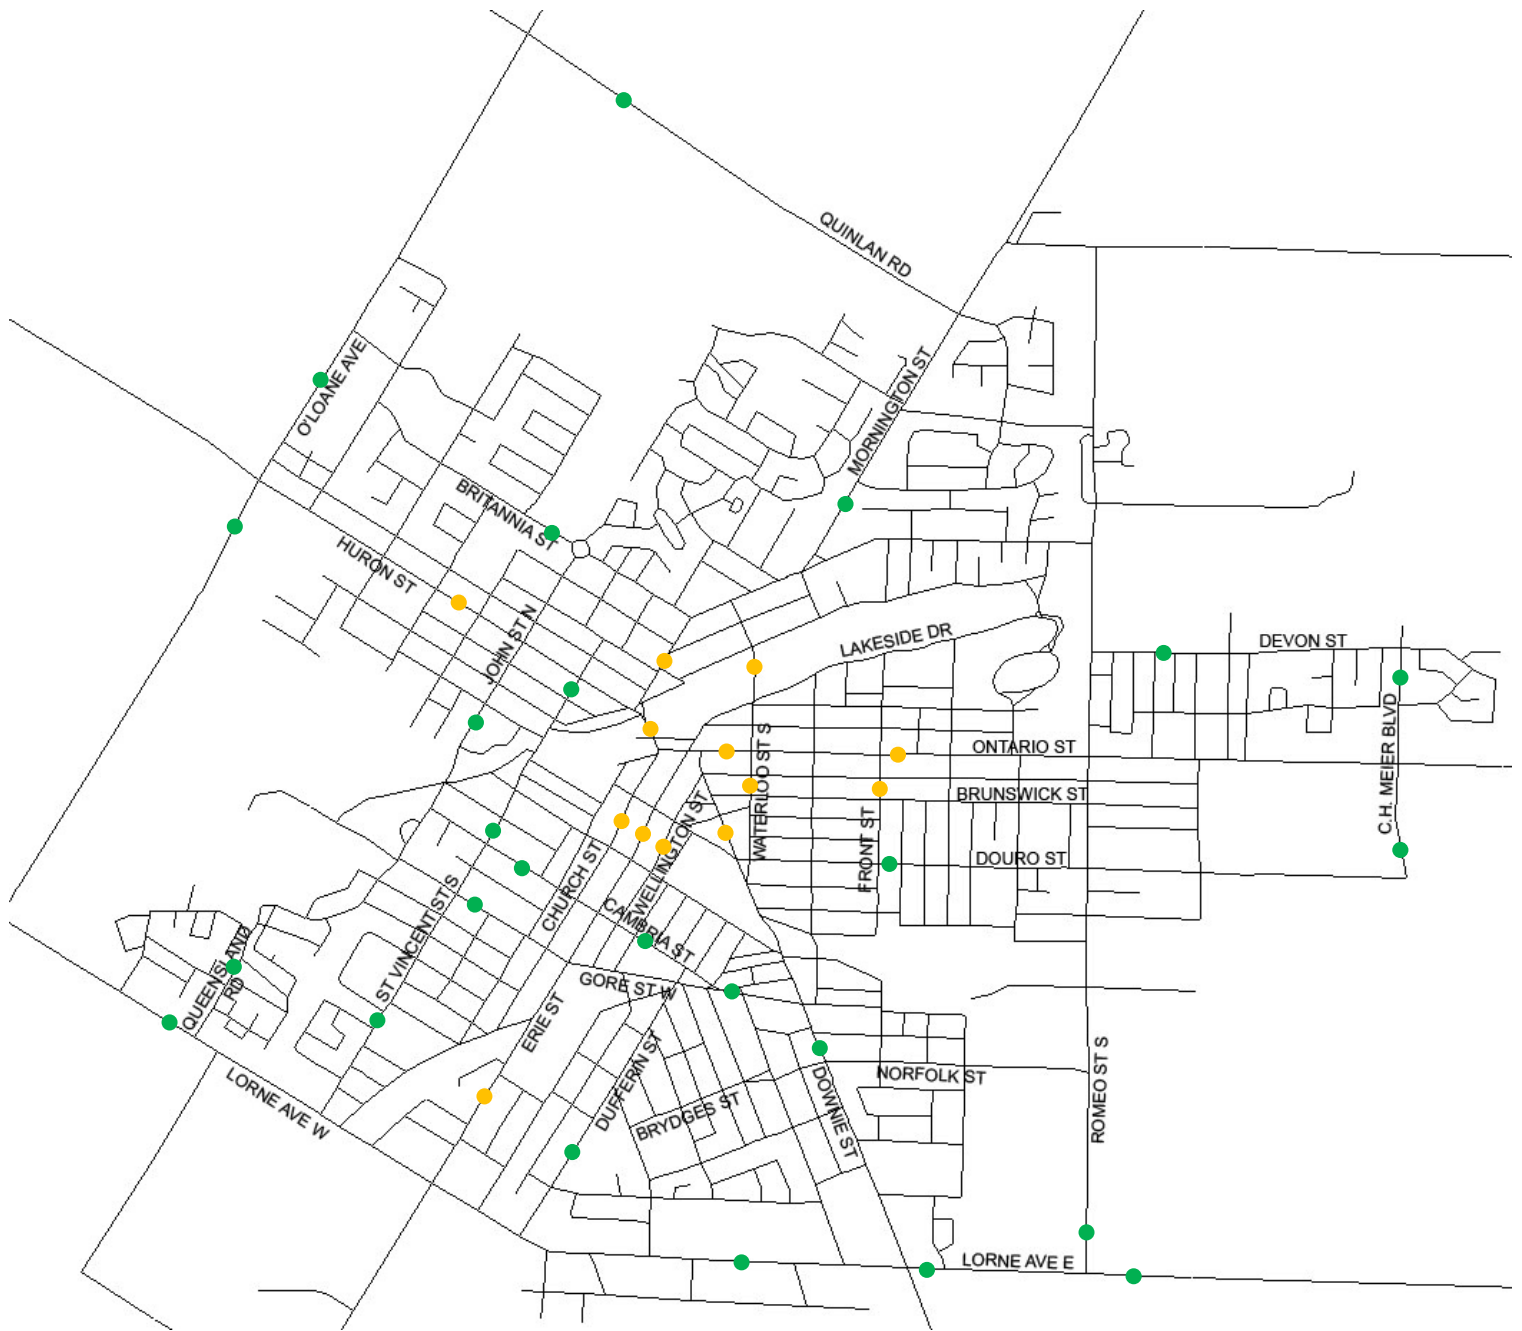 QUINLAN RD
O'LOANE AVE
MORNINGTON ST
BRITANNIA ST
HURON ST
JOHN ST N
LAKESIDE DR
DEVON ST
C.H. MEIER BLVD
ONTARIO ST
WATERLOO ST S
BRUNSWICK ST
WELLINGTON ST
FRONT ST
DOURO ST
CHURCH ST
ST VINCENT ST S
CAMBRIA ST
QUEENSLAND
RD
GORE ST W
ERIE ST
DUFFERIN ST
LORNE AVE W
BRYDGES ST
DOWNIE ST
NORFOLK ST
ROMEO ST S
LORNE AVE E